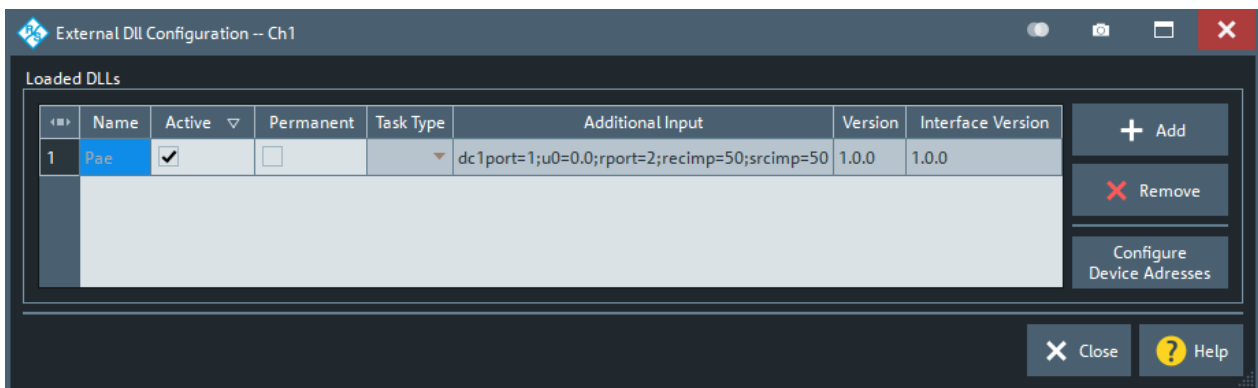 R&S External Dll Configuration -- Ch1
Loaded DLLs
Name Active Permanent Task Type Additional Input Version Interface Version
1 Pae dc1port=1;u0=0.0;rport=2;recimp=50;srcimp=50 1.0.0 1.0.0
Add
Remove
Configure
Device Adresses
Close
? Help